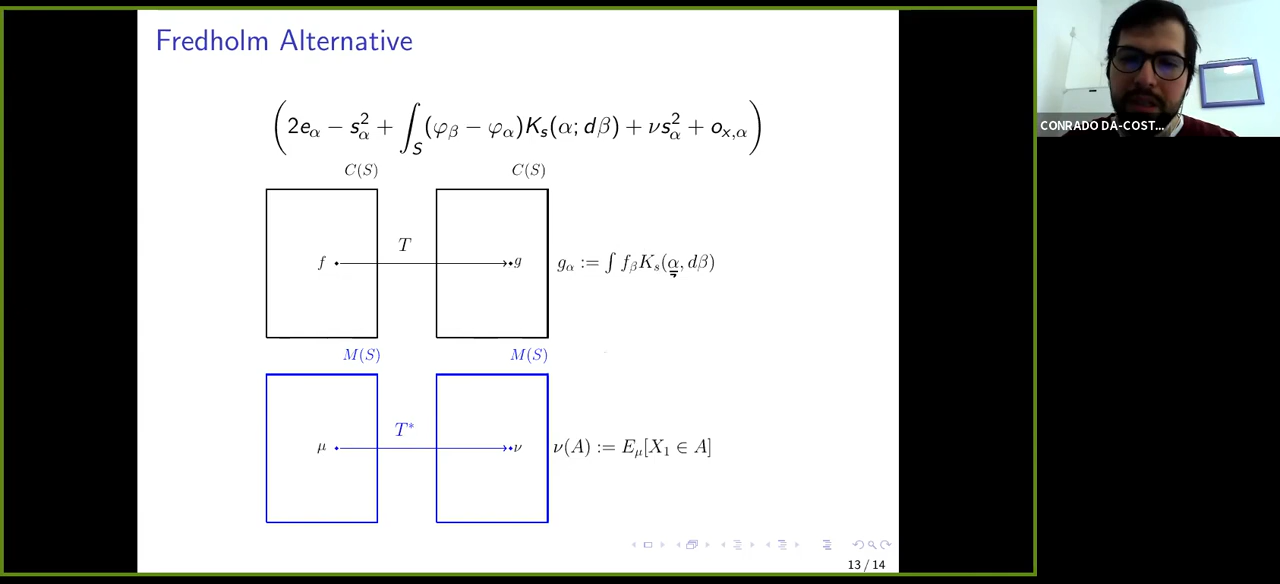 Fredholm Alternative
(2e_α − s_α^2 + ∫_S (φ_β − φ_α)K_s(α; dβ) + νs_α^2 + o_{x,α})
C(S) C(S)
T
f g g_α := ∫ f_β K_s(α, dβ)
M(S) M(S)
T*
μ ν ν(A) := E_μ[X_1 ∈ A]
13 / 14
CONRADO DA-COST...